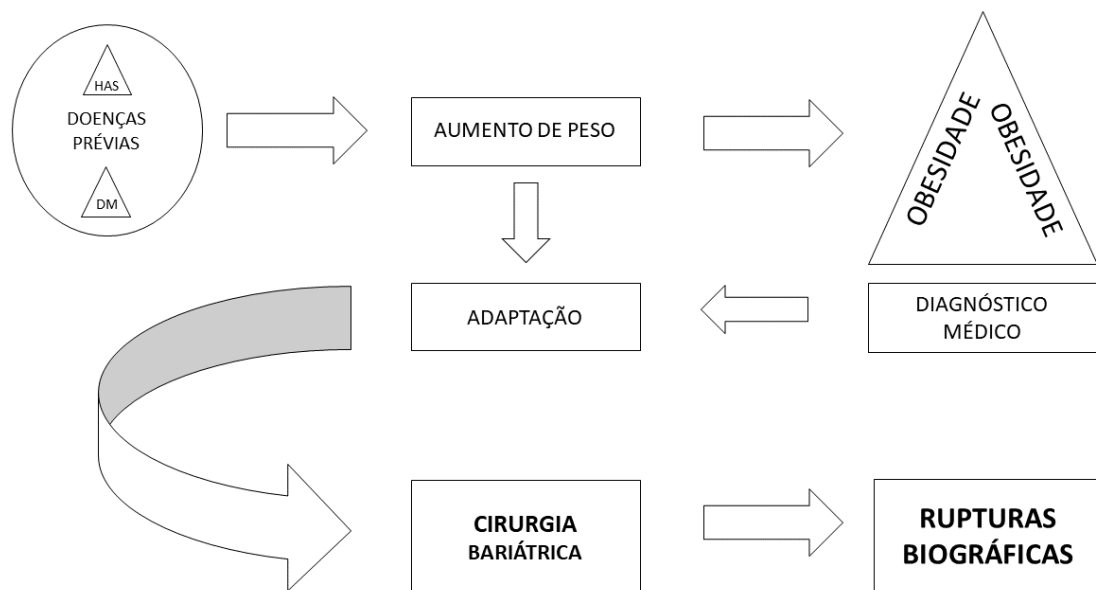 HAS
DOENÇAS
PRÉVIAS
DM
AUMENTO DE PESO
OBESIDADE
OBESIDADE
ADAPTAÇÃO
DIAGNÓSTICO
MÉDICO
CIRURGIA
BARIÁTRICA
RUPTURAS
BIOGRÁFICAS